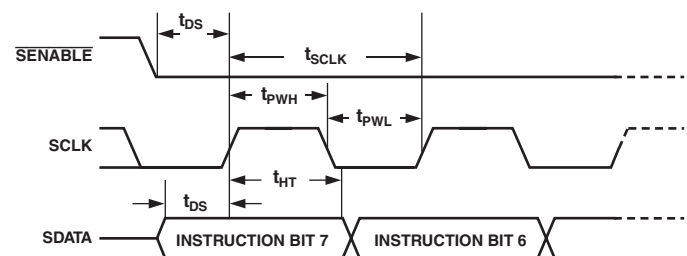 tDS
SENABLE
tSCLK
tPWH
tPWL
SCLK
tHT
tDS
SDATA
INSTRUCTION BIT 7
INSTRUCTION BIT 6